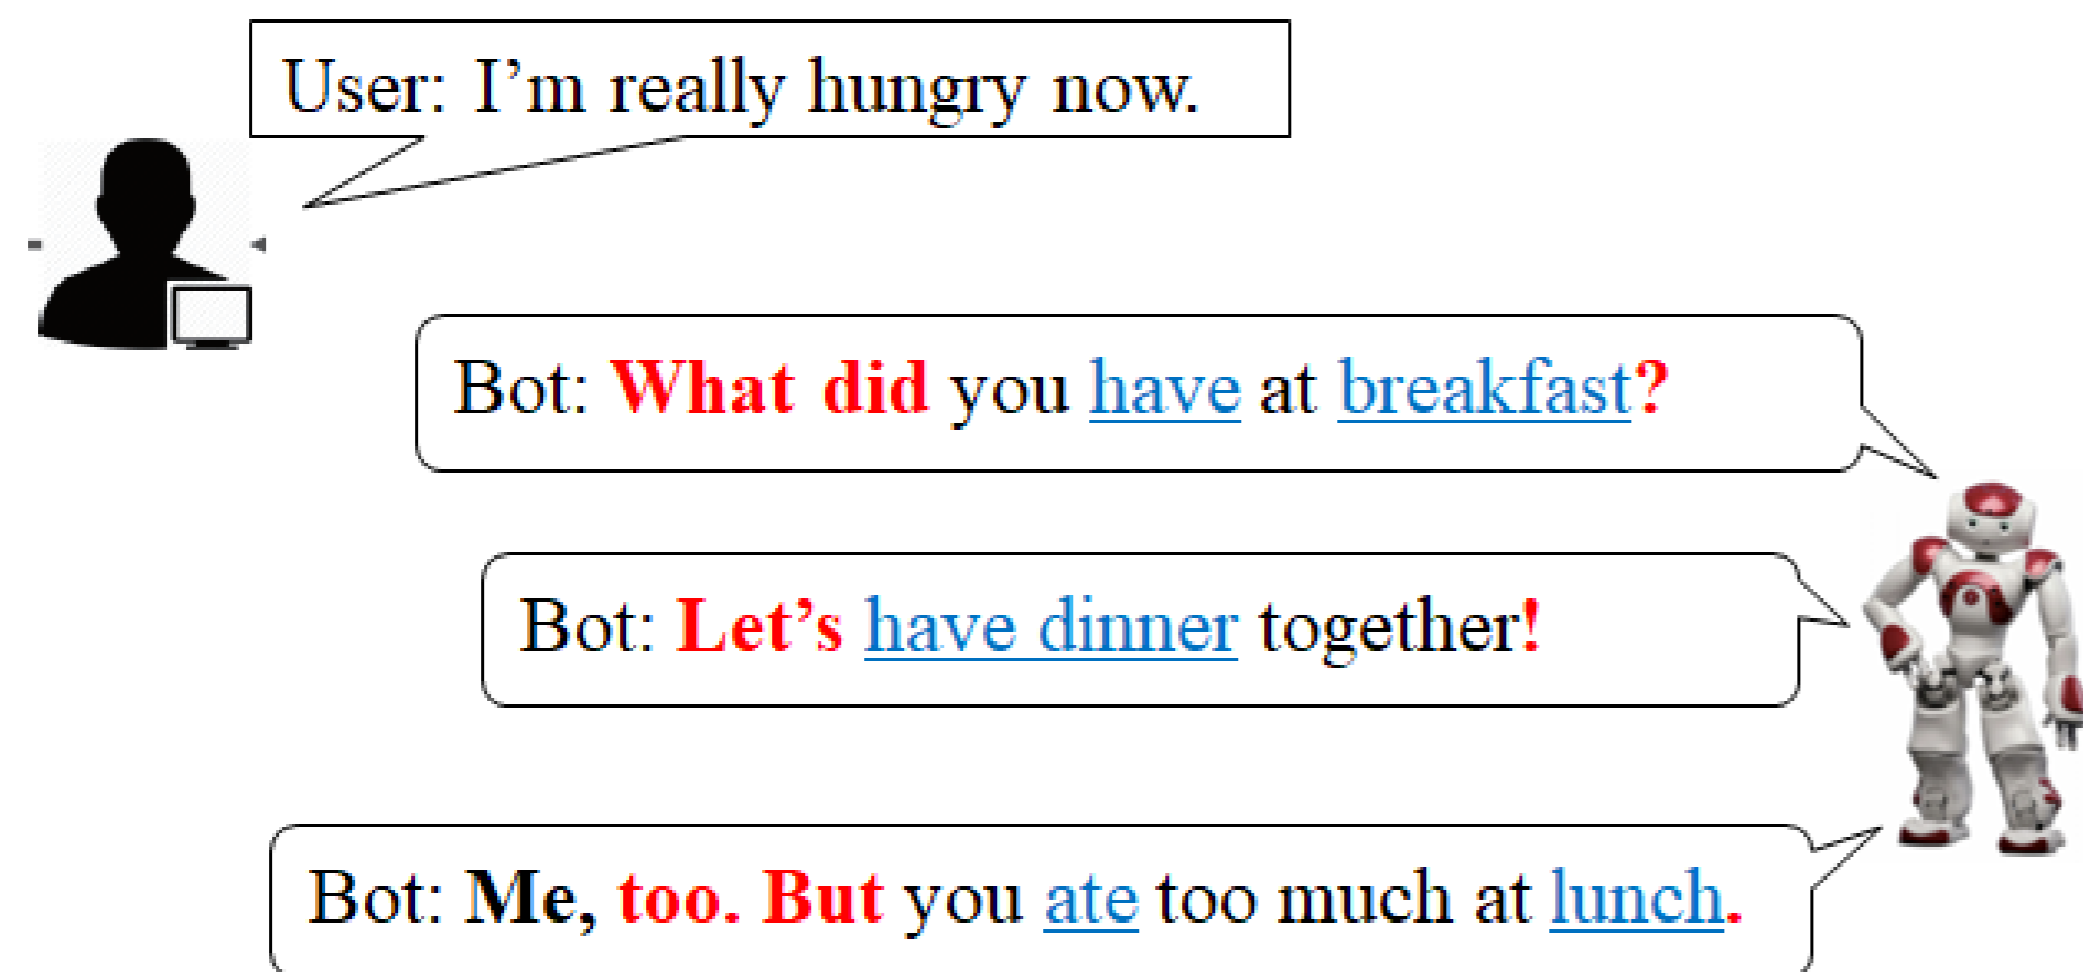 User: I’m really hungry now.
Bot: What did you have at breakfast?
Bot: Let’s have dinner together!
Bot: Me, too. But you ate too much at lunch.